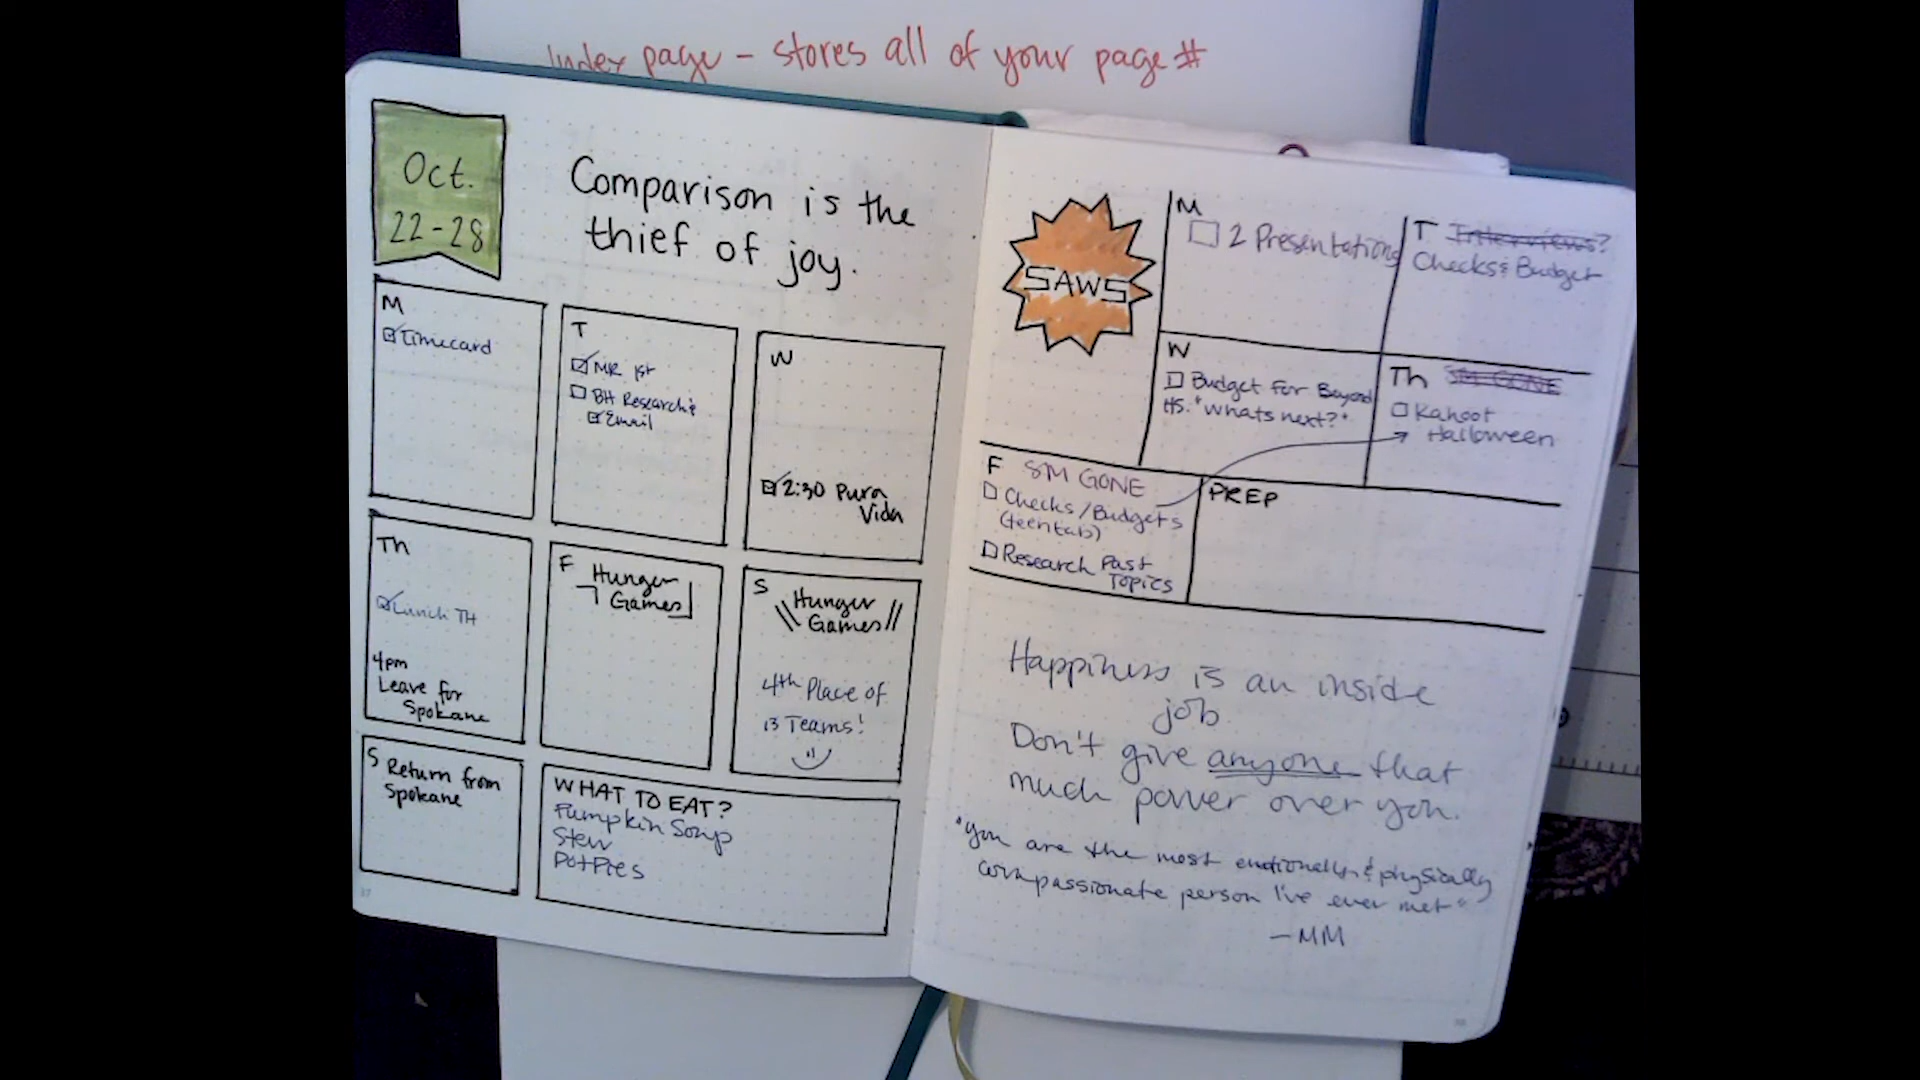 Index page - stores all of your page #
Oct.
22-28
Comparison is the
thief of joy.
M
Timecard
T
MR 1st
BH Research &
Email
W
2:30 Pura
Vida
Th
Lunch TH
4pm
Leave for
Spokane
F Hunger
Games
S Hunger
Games
4th Place of
13 Teams!
S Return from
Spokane
WHAT TO EAT?
Pumpkin Soup
Stew
PotPies
SAWS
M
2 Presentations
T Interviews?
Checks & Budget
W
Budget for Beyond
HS. "whats next?"
Th SM GONE
Kahoot
Halloween
F SM GONE
Checks/Budgets
(teentab)
Research Past
Topics
PREP
Happiness is an inside
job.
Don't give anyone that
much power over you.
"you are the most emotionally & physically
compassionate person I've ever met"
-MM